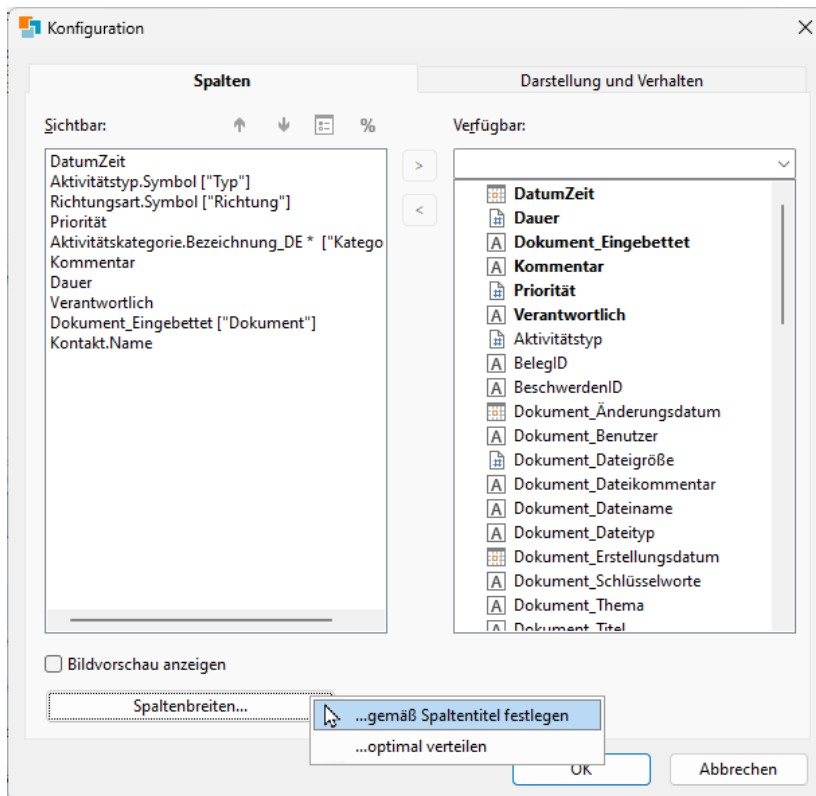 Konfiguration
Spalten
Darstellung und Verhalten
Sichtbar:
%
Verfügbar:
DatumZeit
Aktivitätstyp.Symbol ["Typ"]
Richtungsart.Symbol ["Richtung"]
Priorität
Aktivitätskategorie.Bezeichnung_DE * ["Katego
Kommentar
Dauer
Verantwortlich
Dokument_Eingebettet ["Dokument"]
Kontakt.Name
>
<
DatumZeit
Dauer
Dokument_Eingebettet
Kommentar
Priorität
Verantwortlich
Aktivitätstyp
BelegID
BeschwerdenID
Dokument_Änderungsdatum
Dokument_Benutzer
Dokument_Dateigröße
Dokument_Dateikommentar
Dokument_Dateiname
Dokument_Dateityp
Dokument_Erstellungsdatum
Dokument_Schlüsselworte
Dokument_Thema
Dokument_Titel
Bildvorschau anzeigen
Spaltenbreiten...
...gemäß Spaltentitel festlegen
...optimal verteilen
OK
Abbrechen